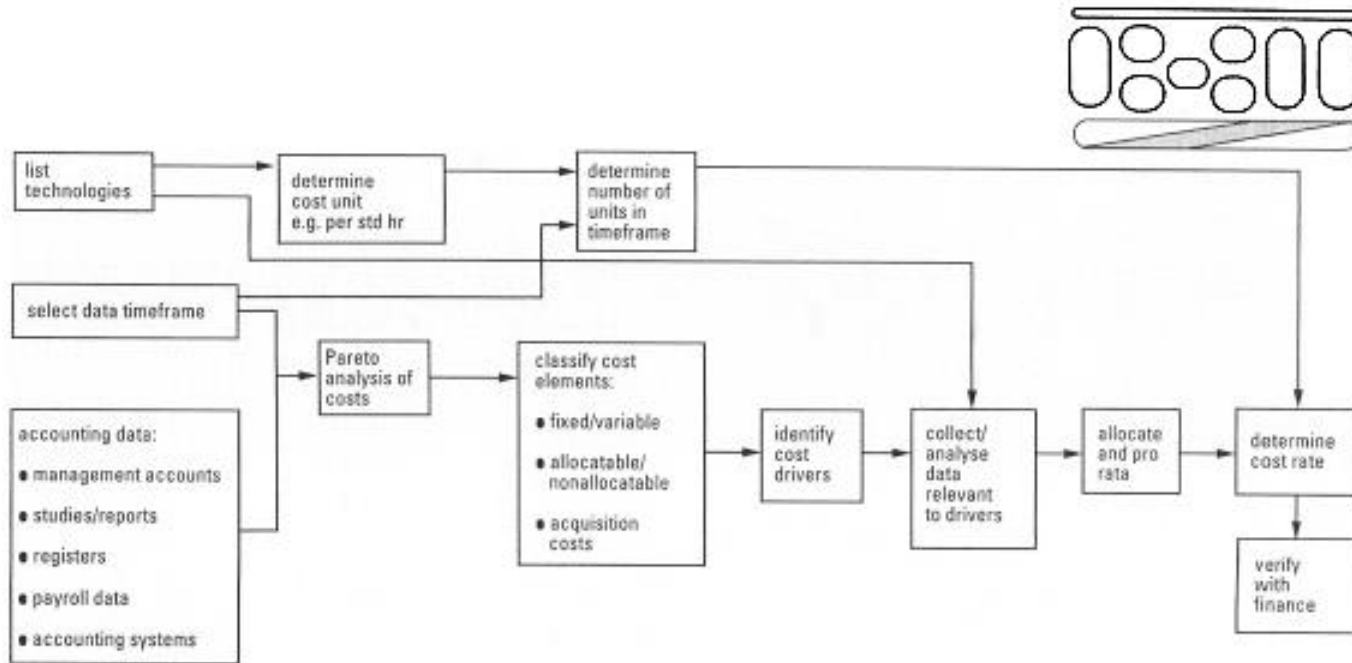 list
technologies
determine
cost unit
e.g. per std hr
determine
number of
units in
timeframe
select data timeframe
Pareto
analysis of
costs
classify cost
elements:
• fixed/variable
• allocatable/
nonallocatable
• acquisition
costs
accounting data:
• management accounts
• studies/reports
• registers
• payroll data
• accounting systems
identify
cost
drivers
collect/
analyse
data
relevant
to drivers
allocate
and pro
rata
determine
cost rate
verify
with
finance